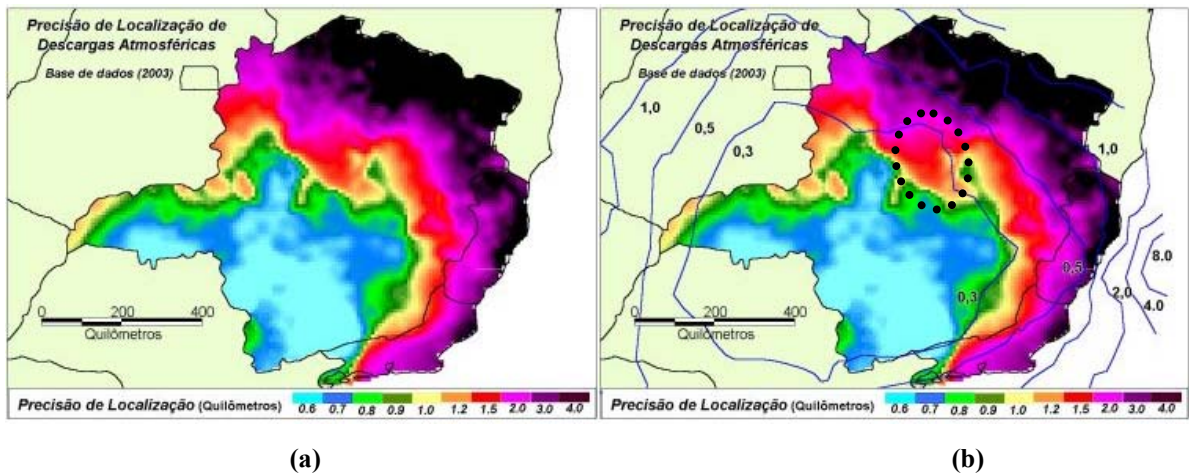 Precisão de Localização de
Descargas Atmosféricas
Base de dados (2003)
0 200 400
Quilômetros
Precisão de Localização (Quilômetros) 0.6 0.7 0.8 0.9 1.0 1.2 1.5 2.0 3.0 4.0
(a)
Precisão de Localização de
Descargas Atmosféricas
Base de dados (2003)
1,0
0,5
0,3
1,0
0,5
0,3
8.0
2,0
4.0
0 200 400
Quilômetros
Precisão de Localização (Quilômetros) 0.6 0.7 0.8 0.9 1.0 1.2 1.5 2.0 3.0 4.0
(b)